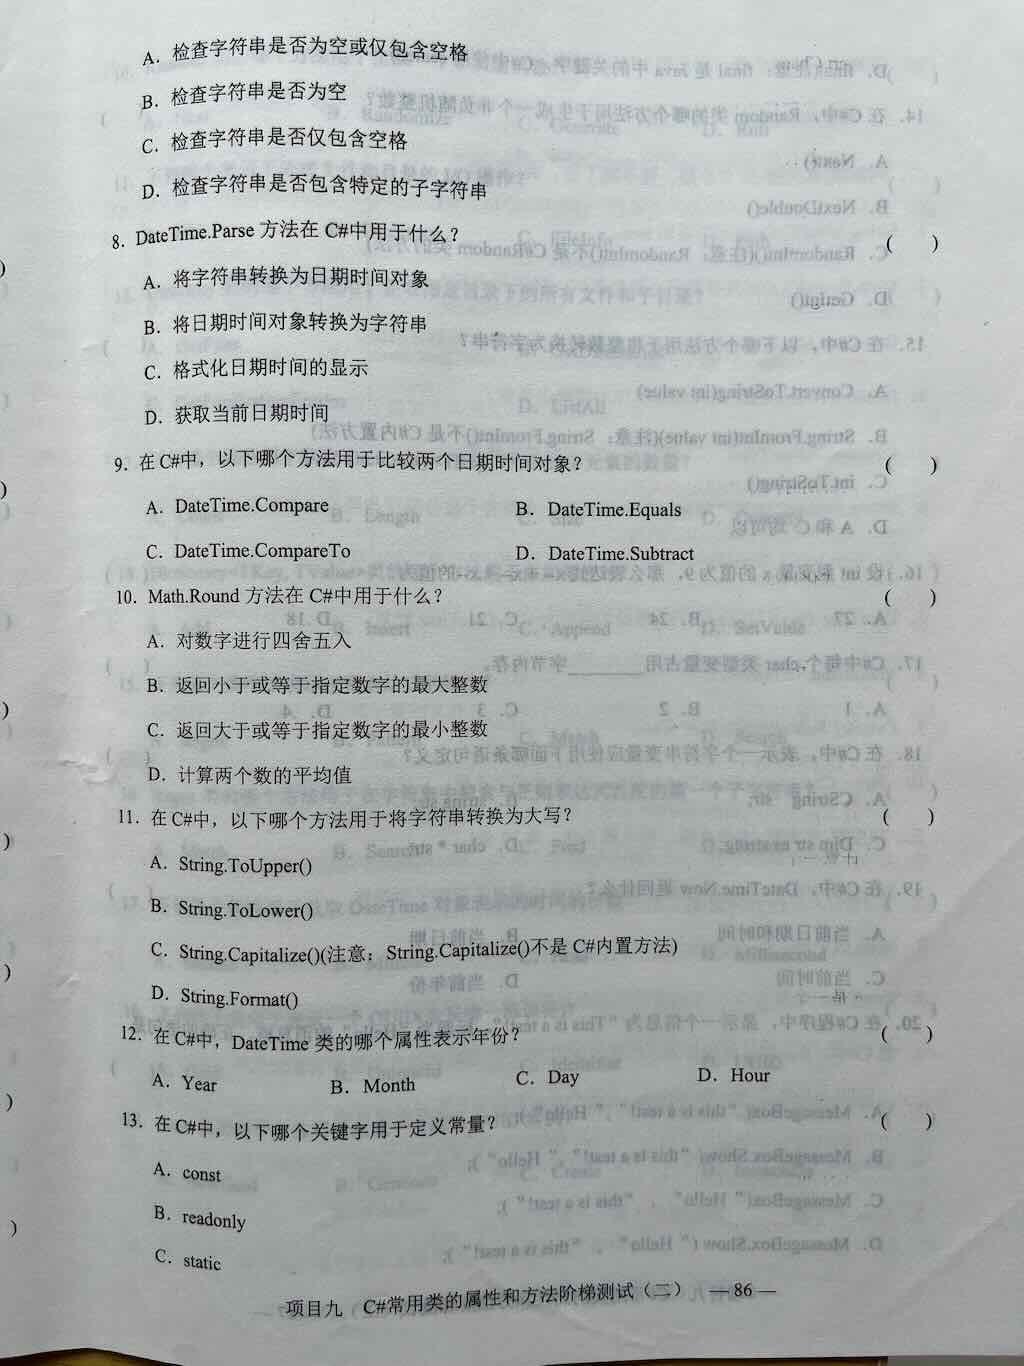 A. 检查字符串是否为空或仅包含空格
B. 检查字符串是否为空
C. 检查字符串是否仅包含空格
D. 检查字符串是否包含特定的子字符串
8. DateTime.Parse 方法在 C#中用于什么? ( )
A. 将字符串转换为日期时间对象
B. 将日期时间对象转换为字符串
C. 格式化日期时间的显示
D. 获取当前日期时间
9. 在 C#中，以下哪个方法用于比较两个日期时间对象? ( )
A. DateTime.Compare B. DateTime.Equals
C. DateTime.CompareTo D. DateTime.Subtract
10. Math.Round 方法在 C#中用于什么? ( )
A. 对数字进行四舍五入
B. 返回小于或等于指定数字的最大整数
C. 返回大于或等于指定数字的最小整数
D. 计算两个数的平均值
11. 在 C#中，以下哪个方法用于将字符串转换为大写? ( )
A. String.ToUpper()
B. String.ToLower()
C. String.Capitalize()(注意：String.Capitalize()不是 C#内置方法)
D. String.Format()
12. 在 C#中，DateTime 类的哪个属性表示年份? ( )
A. Year B. Month C. Day D. Hour
13. 在 C#中，以下哪个关键字用于定义常量? ( )
A. const
B. readonly
C. static
项目九 C#常用类的属性和方法阶梯测试（二） — 86 —